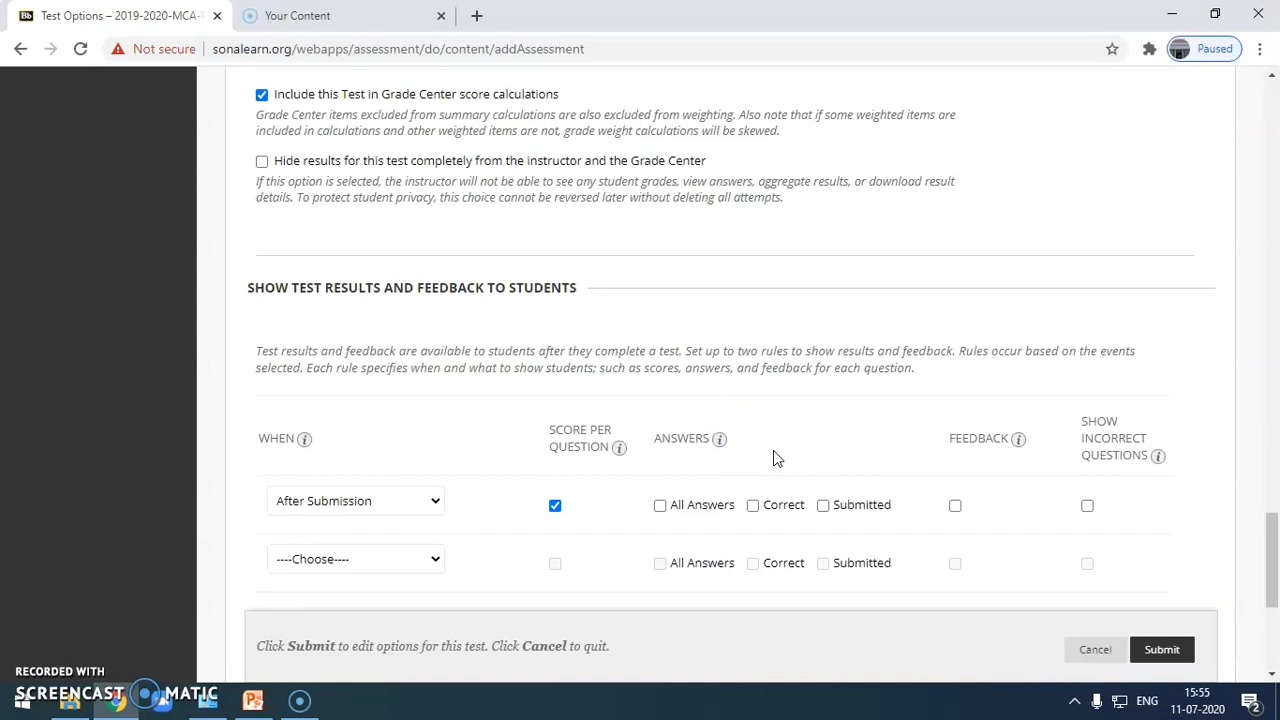 Test Options – 2019-2020-MCA-
Your Content
Not secure
sonalearn.org/webapps/assessment/do/content/addAssessment
Paused
Include this Test in Grade Center score calculations
Grade Center items excluded from summary calculations are also excluded from weighting. Also note that if some weighted items are
included in calculations and other weighted items are not, grade weight calculations will be skewed.
Hide results for this test completely from the instructor and the Grade Center
If this option is selected, the instructor will not be able to see any student grades, view answers, aggregate results, or download result
details. To protect student privacy, this choice cannot be reversed later without deleting all attempts.
SHOW TEST RESULTS AND FEEDBACK TO STUDENTS
Test results and feedback are available to students after they complete a test. Set up to two rules to show results and feedback. Rules occur based on the events
selected. Each rule specifies when and what to show students; such as scores, answers, and feedback for each question.
WHEN
SCORE PER
QUESTION
ANSWERS
FEEDBACK
SHOW
INCORRECT
QUESTIONS
After Submission
All Answers
Correct
Submitted
----Choose----
All Answers
Correct
Submitted
Click Submit to edit options for this test. Click Cancel to quit.
Cancel
Submit
RECORDED WITH
SCREENCAST MATIC
ENG
15:55
11-07-2020
2